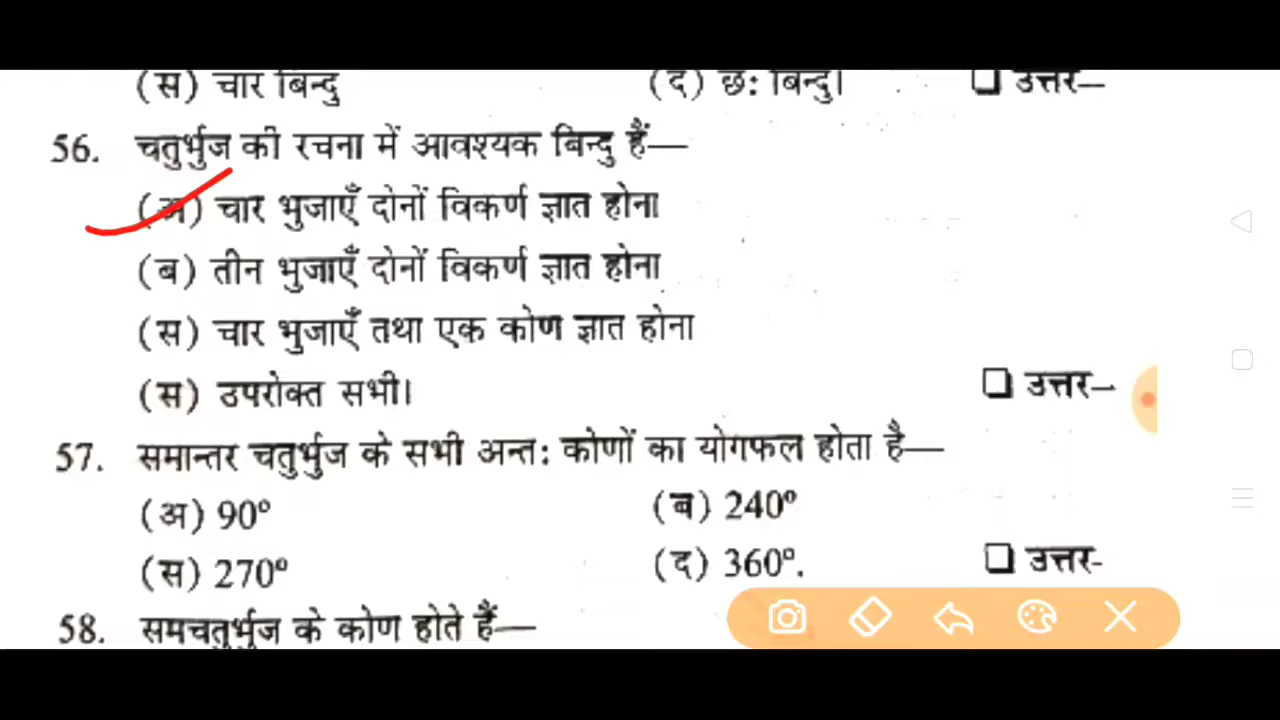 (स) चार बिन्दु (द) छः बिन्दु। ❑ उत्तर—
56. चतुर्भुज की रचना में आवश्यक बिन्दु हैं—
(अ) चार भुजाएँ दोनों विकर्ण ज्ञात होना
(ब) तीन भुजाएँ दोनों विकर्ण ज्ञात होना
(स) चार भुजाएँ तथा एक कोण ज्ञात होना
(स) उपरोक्त सभी। ❑ उत्तर—
57. समान्तर चतुर्भुज के सभी अन्तः कोणों का योगफल होता है—
(अ) 90° (ब) 240°
(स) 270° (द) 360°. ❑ उत्तर-
58. समचतुर्भुज के कोण होते हैं—